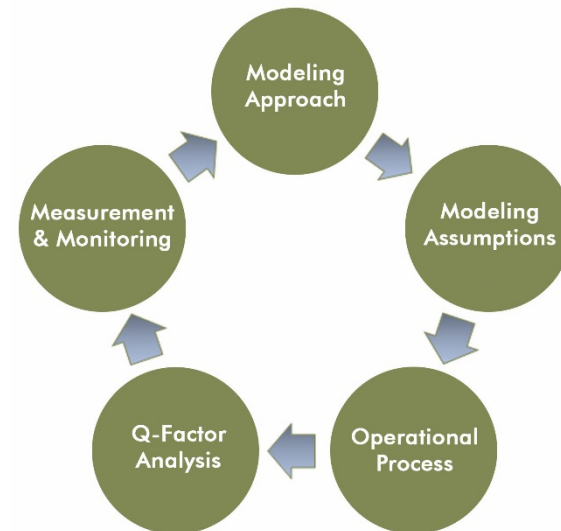 Modeling
Approach
Modeling
Assumptions
Operational
Process
Q-Factor
Analysis
Measurement
& Monitoring